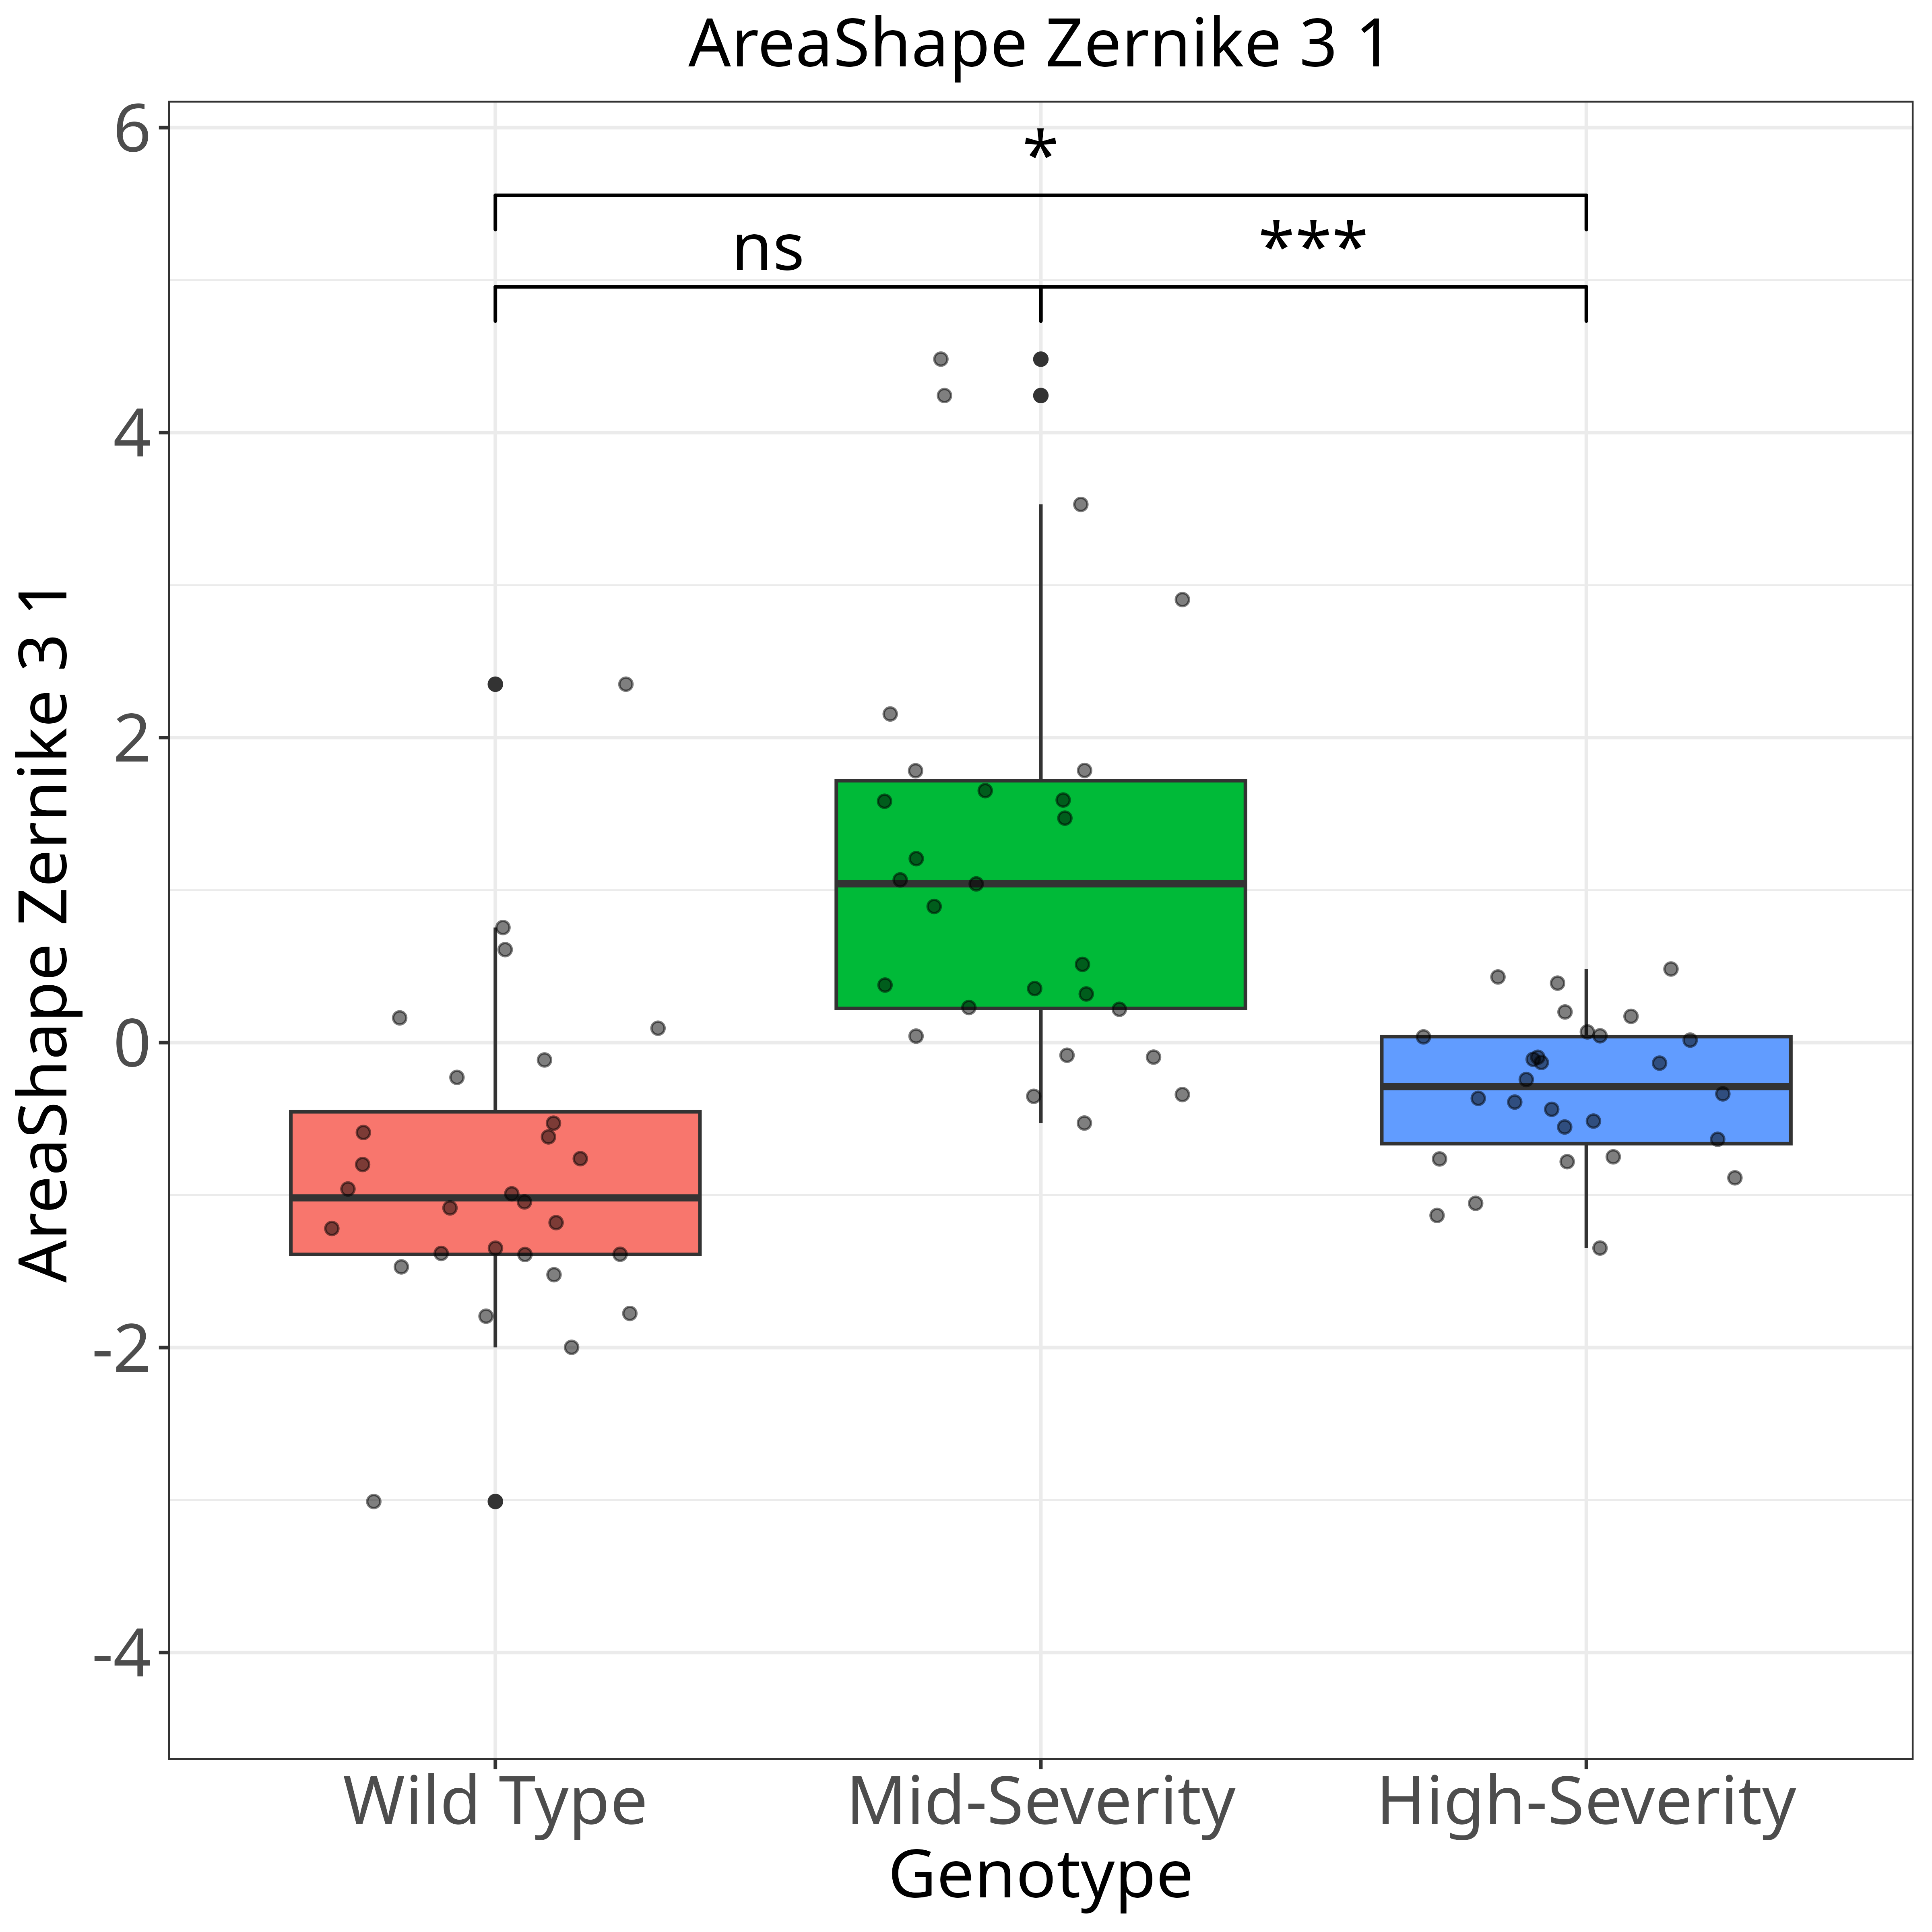 AreaShape Zernike 3 1
6
*
ns
***
4
2
0
-2
-4
AreaShape Zernike 3 1
Wild Type Mid-Severity High-Severity
Genotype